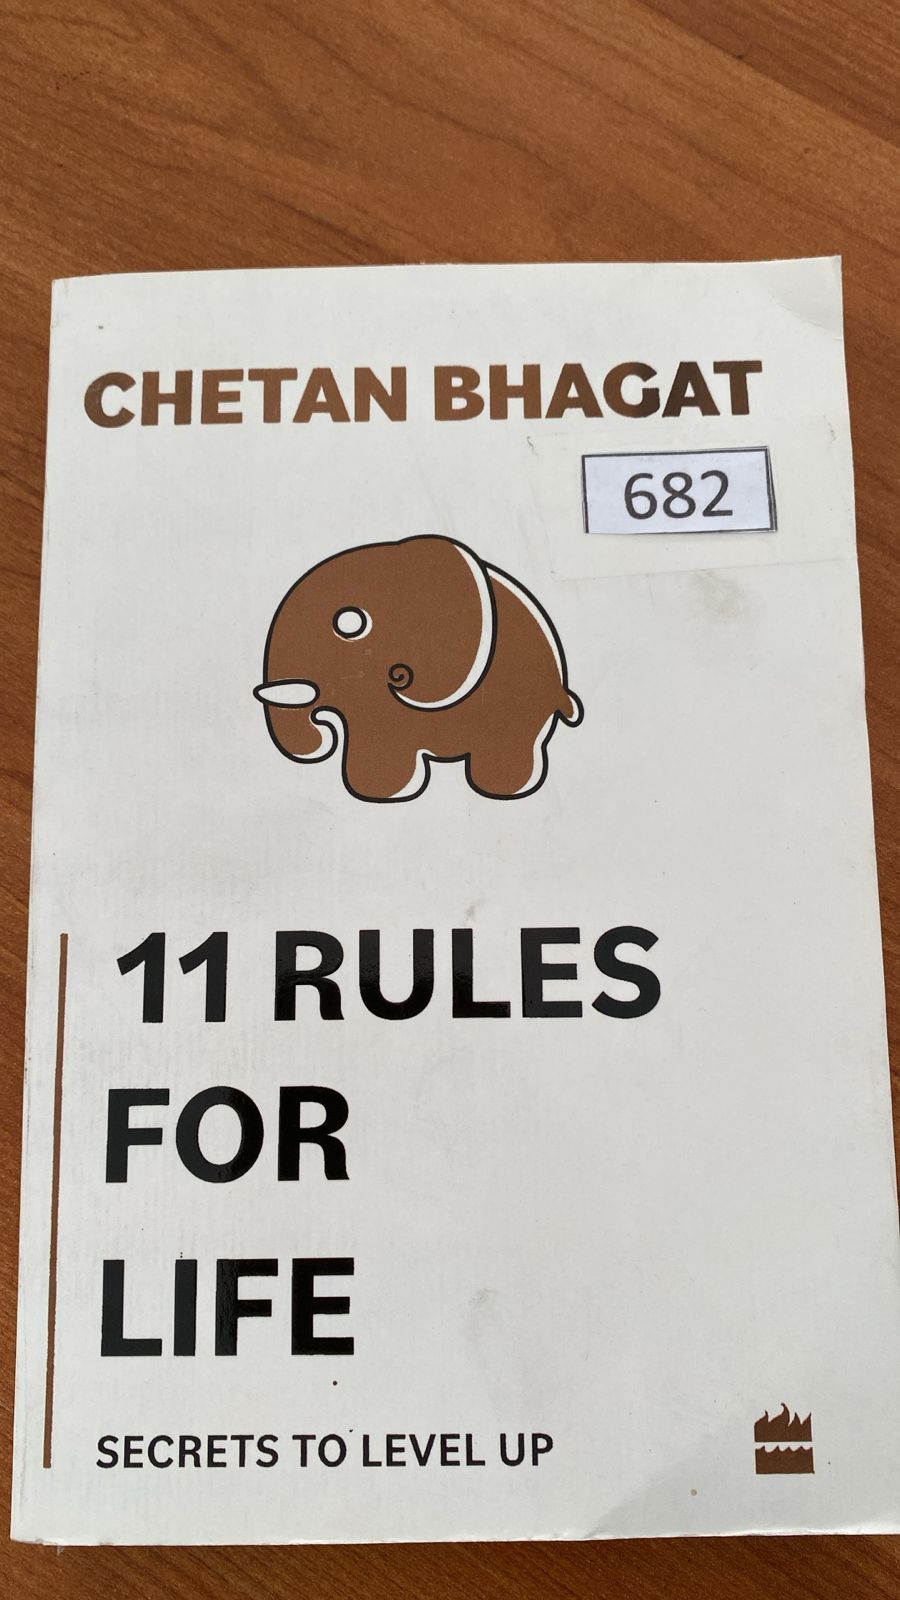 CHETAN BHAGAT
682
11 RULES
FOR
LIFE
SECRETS TO LEVEL UP